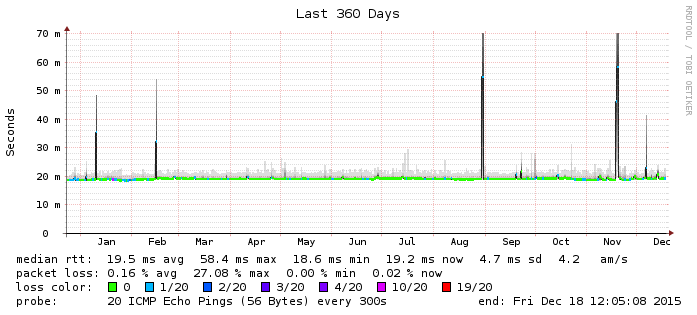 Last 360 Days
RRDTOOL / TOBI OETIKER
Seconds
70 m
60 m
50 m
40 m
30 m
20 m
10 m
0
Jan Feb Mar Apr May Jun Jul Aug Sep Oct Nov Dec
median rtt: 19.5 ms avg 58.4 ms max 18.6 ms min 19.2 ms now 4.7 ms sd 4.2 am/s
packet loss: 0.16 % avg 27.08 % max 0.00 % min 0.02 % now
loss color: 0 1/20 2/20 3/20 4/20 10/20 19/20
probe: 20 ICMP Echo Pings (56 Bytes) every 300s end: Fri Dec 18 12:05:08 2015